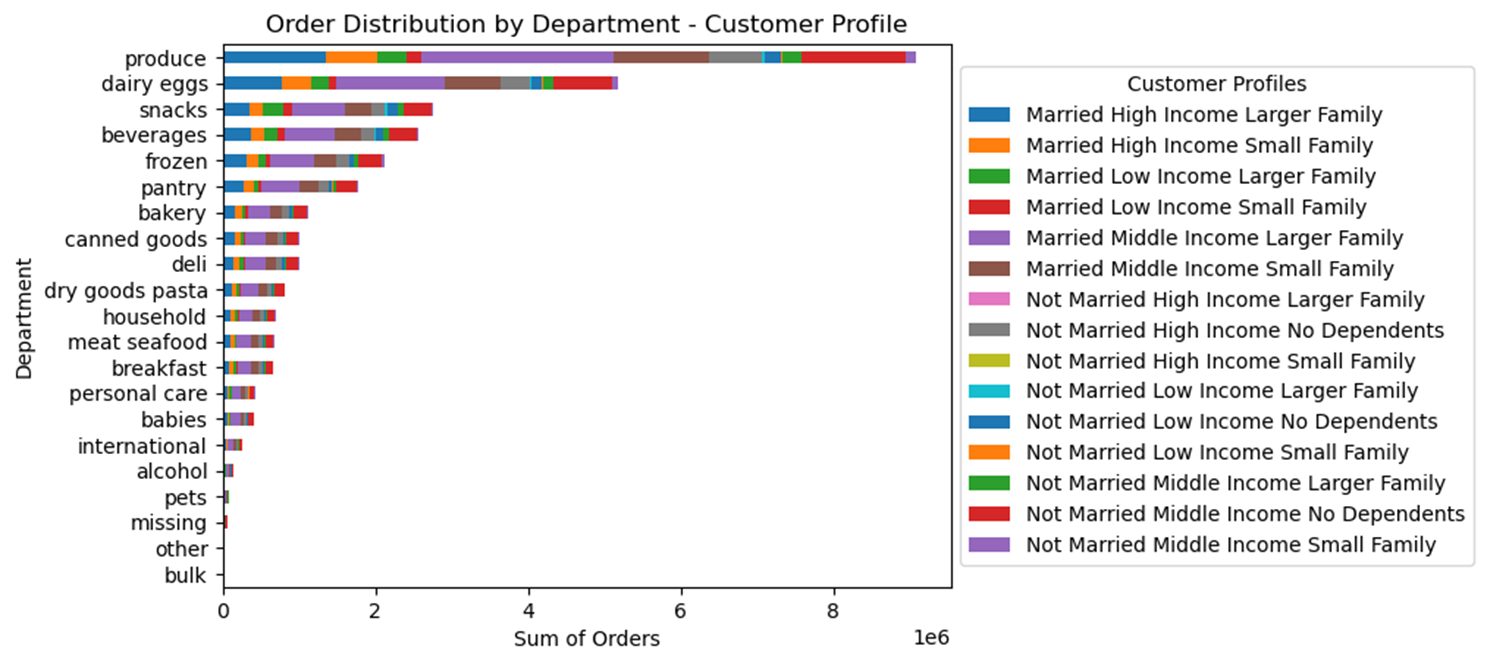 Order Distribution by Department - Customer Profile
produce
dairy eggs
snacks
beverages
frozen
pantry
bakery
canned goods
deli
dry goods pasta
household
meat seafood
breakfast
personal care
babies
international
alcohol
pets
missing
other
bulk
Department
0 2 4 6 8
Sum of Orders
1e6
Customer Profiles
Married High Income Larger Family
Married High Income Small Family
Married Low Income Larger Family
Married Low Income Small Family
Married Middle Income Larger Family
Married Middle Income Small Family
Not Married High Income Larger Family
Not Married High Income No Dependents
Not Married High Income Small Family
Not Married Low Income Larger Family
Not Married Low Income No Dependents
Not Married Low Income Small Family
Not Married Middle Income Larger Family
Not Married Middle Income No Dependents
Not Married Middle Income Small Family